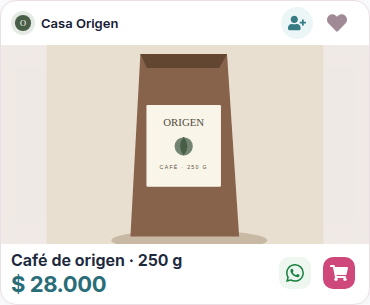 O
Casa Origen
ORIGEN
CAFÉ · 250 G
Café de origen · 250 g
$ 28.000